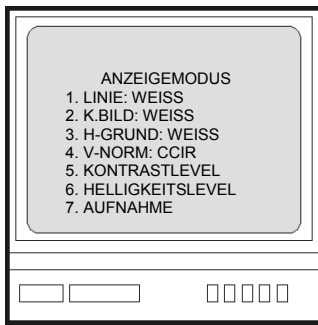 ANZEIGEMODUS
1. LINIE: WEISS
2. K.BILD: WEISS
3. H-GRUND: WEISS
4. V-NORM: CCIR
5. KONTRASTLEVEL
6. HELLIGKEITSLEVEL
7. AUFNAHME